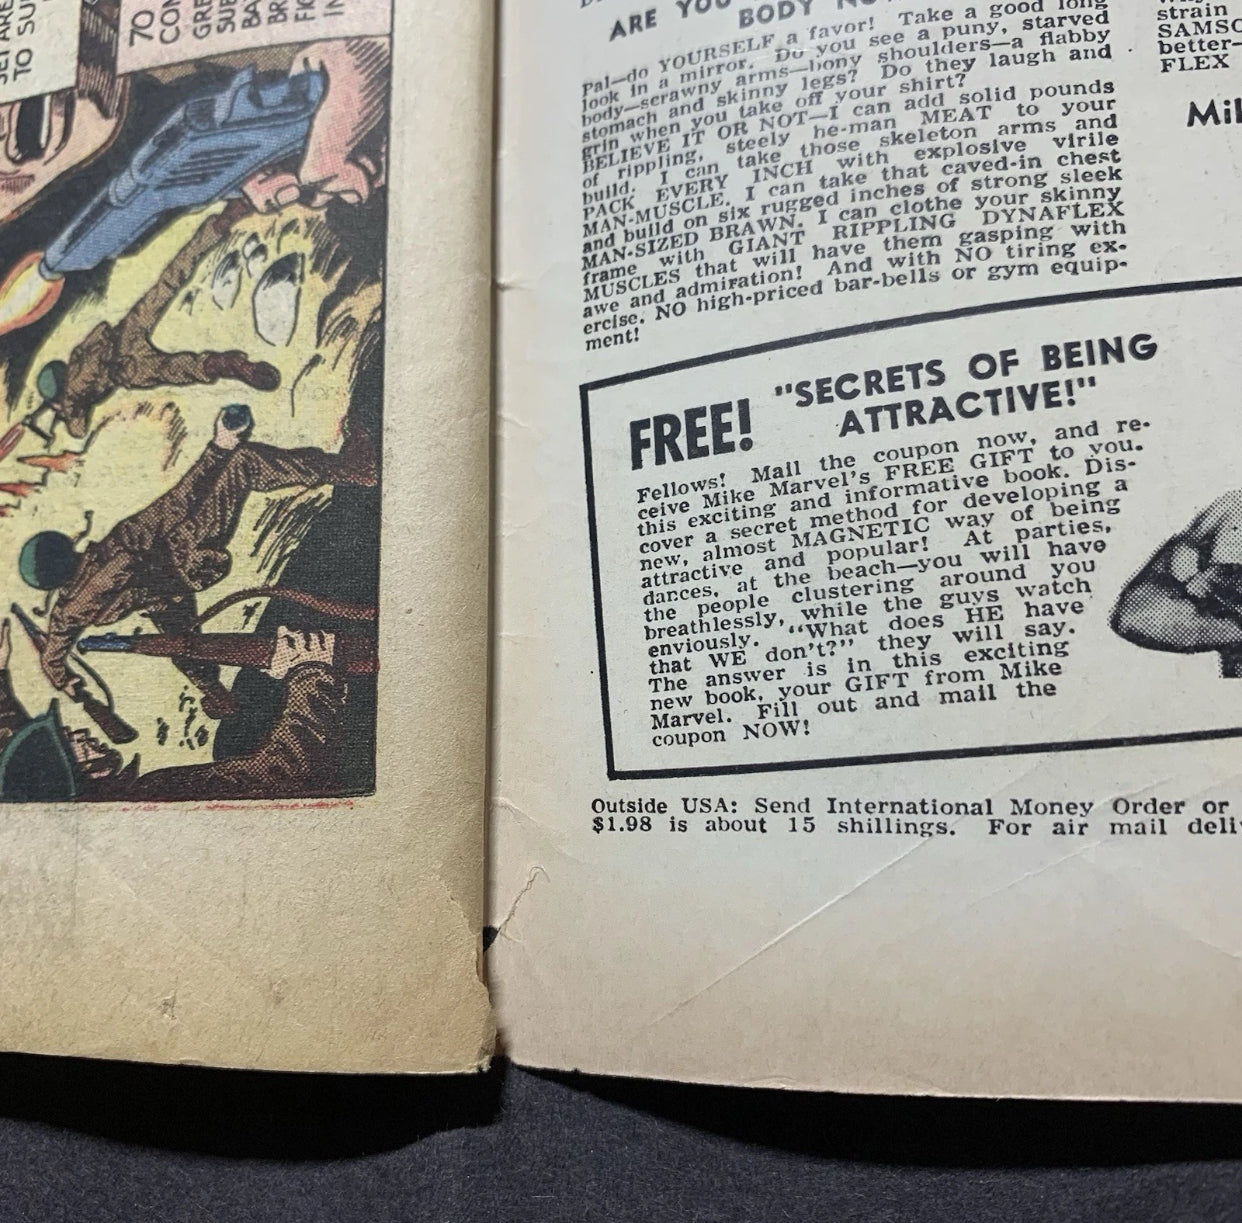 TO SU
70
CON
GRE
SUE
BA
BR
FIG
IN
ARE YOU
BODY
Pal—do YOURSELF a favor! Take a good long
look in a mirror. Do you see a puny, starved
body—scrawny arms—bony shoulders—a flabby
stomach and skinny legs? Do they laugh and
grin when you take off your shirt?
BELIEVE IT OR NOT—I can add solid pounds
of rippling, steely he-man MEAT to your
build. I can take those skeleton arms and
PACK EVERY INCH with explosive virile
MAN-MUSCLE. I can take that caved-in chest
and build on six rugged inches of strong sleek
MAN-SIZED BRAWN. I can clothe your skinny
frame with GIANT RIPPLING DYNAFLEX
MUSCLES that will have them gasping with
awe and admiration! And with NO tiring ex-
ercise. NO high-priced bar-bells or gym equip-
ment!
strain
SAMSO
better—
FLEX
Mi
FREE! "SECRETS OF BEING
ATTRACTIVE!"
Fellows! Mail the coupon now, and re-
ceive Mike Marvel's FREE GIFT to you.
this exciting and informative book. Dis-
cover a secret method for developing a
new, almost MAGNETIC way of being
attractive and popular! At parties,
dances, at the beach—you will have
the people clustering around you
breathlessly, while the guys watch
enviously. "What does HE have
that WE don't?" they will say.
The answer is in this exciting
new book, your GIFT from Mike
Marvel. Fill out and mail the
coupon NOW!
Outside USA: Send International Money Order or
$1.98 is about 15 shillings. For air mail deli